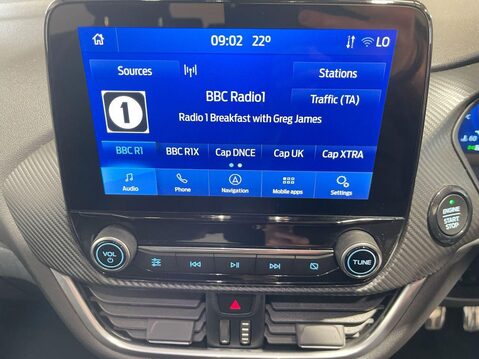 09:02 22° LO
Sources Stations
1 BBC Radio1 Traffic (TA)
Radio 1 Breakfast with Greg James
BBC R1 BBC R1X Cap DNCE Cap UK Cap XTRA
Audio Phone Navigation Mobile apps Settings
ENGINE
START
STOP
VOL TUNE